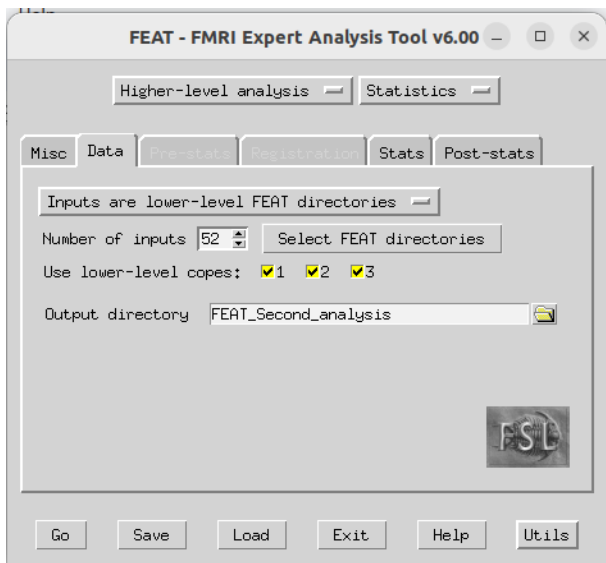 Help
FEAT - FMRI Expert Analysis Tool v6.00
Higher-level analysis Statistics
Misc Data Pre-stats Registration Stats Post-stats
Inputs are lower-level FEAT directories
Number of inputs 52 Select FEAT directories
Use lower-level copes: 1 2 3
Output directory FEAT_Second_analysis
FSL
Go Save Load Exit Help Utils